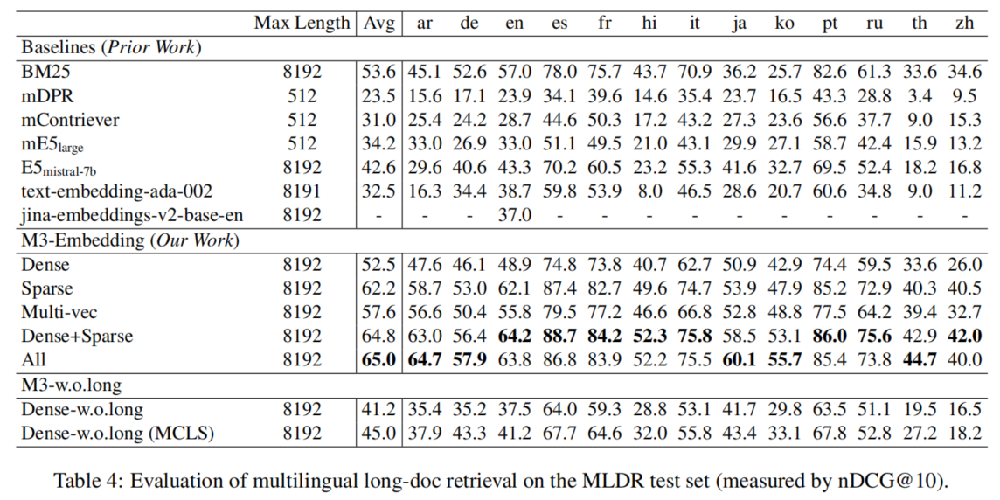 Max Length Avg ar de en es fr hi it ja ko pt ru th zh
Baselines (Prior Work)
BM25 8192 53.6 45.1 52.6 57.0 78.0 75.7 43.7 70.9 36.2 25.7 82.6 61.3 33.6 34.6
mDPR 512 23.5 15.6 17.1 23.9 34.1 39.6 14.6 35.4 23.7 16.5 43.3 28.8 3.4 9.5
mContriever 512 31.0 25.4 24.2 28.7 44.6 50.3 17.2 43.2 27.3 23.6 56.6 37.7 9.0 15.3
mE5large 512 34.2 33.0 26.9 33.0 51.1 49.5 21.0 43.1 29.9 27.1 58.7 42.4 15.9 13.2
E5mistral-7b 8192 42.6 29.6 40.6 43.3 70.2 60.5 23.2 55.3 41.6 32.7 69.5 52.4 18.2 16.8
text-embedding-ada-002 8191 32.5 16.3 34.4 38.7 59.8 53.9 8.0 46.5 28.6 20.7 60.6 34.8 9.0 11.2
jina-embeddings-v2-base-en 8192 - - - 37.0 - - - - - - - - - -
M3-Embedding (Our Work)
Dense 8192 52.5 47.6 46.1 48.9 74.8 73.8 40.7 62.7 50.9 42.9 74.4 59.5 33.6 26.0
Sparse 8192 62.2 58.7 53.0 62.1 87.4 82.7 49.6 74.7 53.9 47.9 85.2 72.9 40.3 40.5
Multi-vec 8192 57.6 56.6 50.4 55.8 79.5 77.2 46.6 66.8 52.8 48.8 77.5 64.2 39.4 32.7
Dense+Sparse 8192 64.8 63.0 56.4 64.2 88.7 84.2 52.3 75.8 58.5 53.1 86.0 75.6 42.9 42.0
All 8192 65.0 64.7 57.9 63.8 86.8 83.9 52.2 75.5 60.1 55.7 85.4 73.8 44.7 40.0
M3-w.o.long
Dense-w.o.long 8192 41.2 35.4 35.2 37.5 64.0 59.3 28.8 53.1 41.7 29.8 63.5 51.1 19.5 16.5
Dense-w.o.long (MCLS) 8192 45.0 37.9 43.3 41.2 67.7 64.6 32.0 55.8 43.4 33.1 67.8 52.8 27.2 18.2
Table 4: Evaluation of multilingual long-doc retrieval on the MLDR test set (measured by nDCG@10).